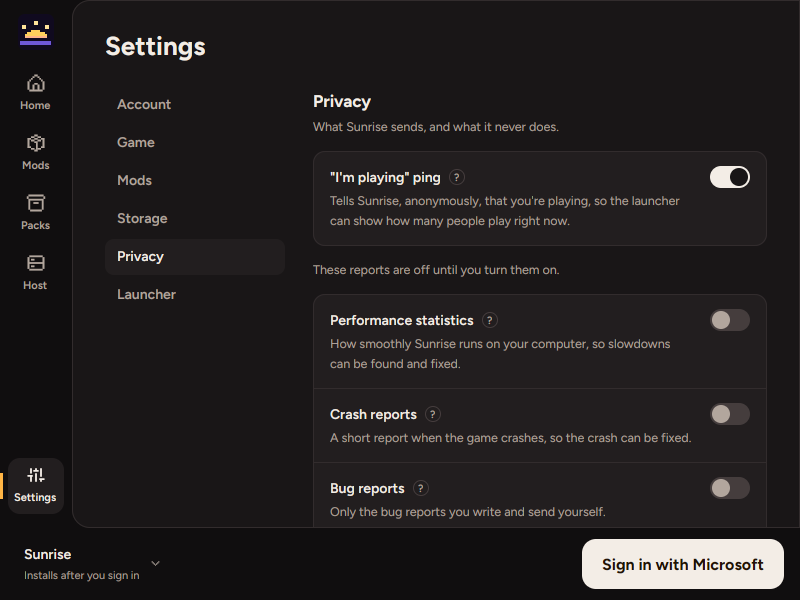 Settings
Home
Mods
Packs
Host
Settings
Account
Game
Mods
Storage
Privacy
Launcher
Privacy
What Sunrise sends, and what it never does.
"I'm playing" ping ?
Tells Sunrise, anonymously, that you're playing, so the launcher
can show how many people play right now.
These reports are off until you turn them on.
Performance statistics ?
How smoothly Sunrise runs on your computer, so slowdowns
can be found and fixed.
Crash reports ?
A short report when the game crashes, so the crash can be fixed.
Bug reports ?
Only the bug reports you write and send yourself.
Sunrise
Installs after you sign in
Sign in with Microsoft